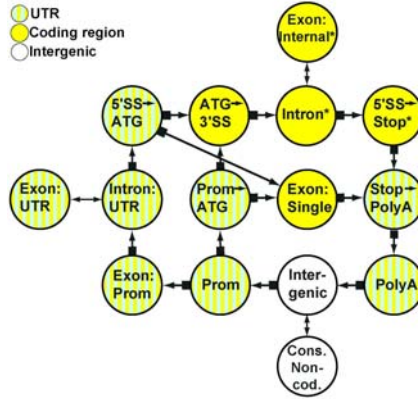 UTR
Coding region
Intergenic
Exon:
Internal*
5'SS→
ATG
ATG→
3'SS
Intron*
5'SS→
Stop*
Exon:
UTR
Intron:
UTR
Prom→
ATG
Exon:
Single
Stop→
PolyA
Exon:
Prom
Prom
Inter-
genic
PolyA
Cons.
Non-
cod.